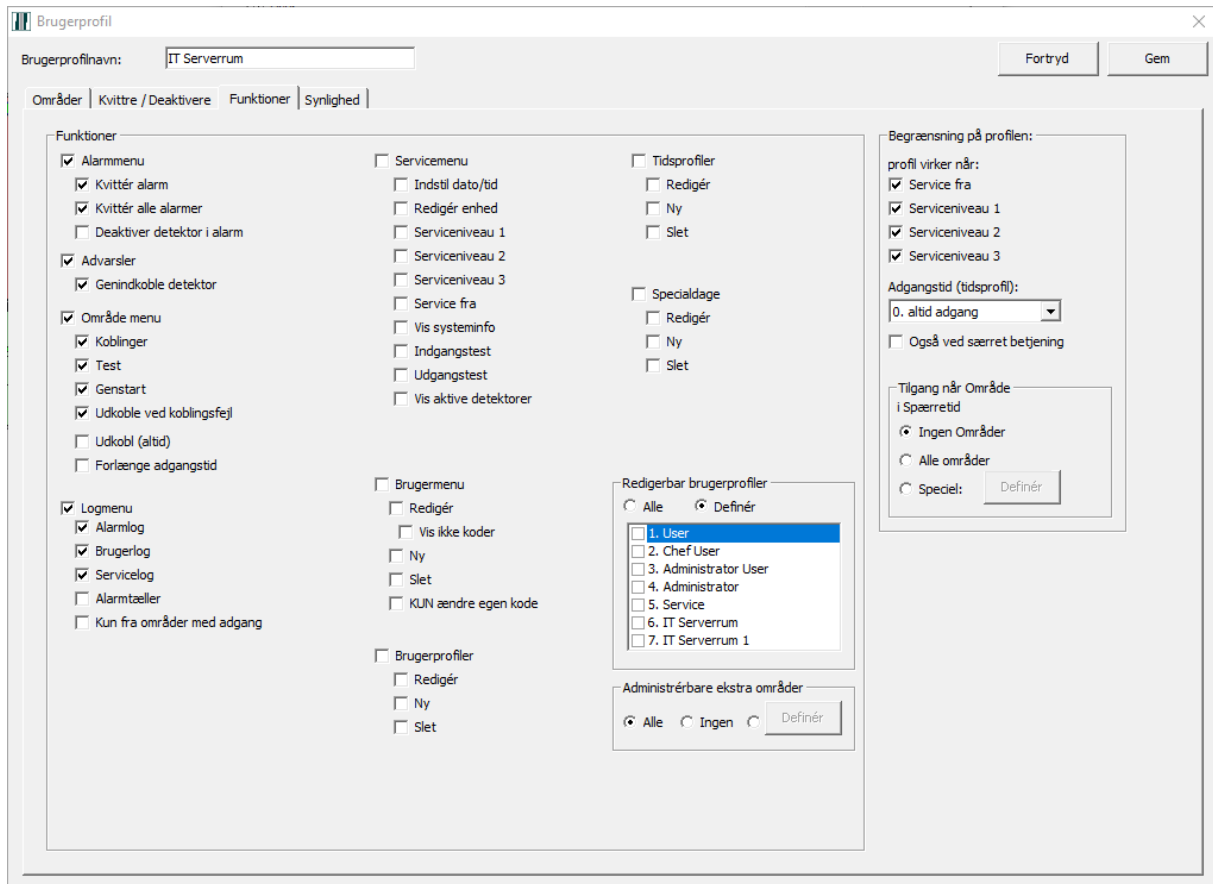 Brugerprofil
Brugerprofilnavn:
IT Serverrum
Fortryd
Gem
Områder
Kvittre / Deaktivere
Funktioner
Synlighed
Funktioner
Alarmmenu
Kvittér alarm
Kvittér alle alarmer
Deaktiver detektor i alarm
Advarsler
Genindkoble detektor
Område menu
Koblinger
Test
Genstart
Udkoble ved koblingsfejl
Udkobl (altid)
Forlænge adgangstid
Logmenu
Alarmlog
Brugerlog
Servicelog
Alarmtæller
Kun fra områder med adgang
Servicemenu
Indstil dato/tid
Redigér enhed
Serviceniveau 1
Serviceniveau 2
Serviceniveau 3
Service fra
Vis systeminfo
Indgangstest
Udgangstest
Vis aktive detektorer
Brugermenu
Redigér
Vis ikke koder
Ny
Slet
KUN ændre egen kode
Brugerprofiler
Redigér
Ny
Slet
Tidsprofiler
Redigér
Ny
Slet
Specialdage
Redigér
Ny
Slet
Redigerbar brugerprofiler
Alle
Definér
1. User
2. Chef User
3. Administrator User
4. Administrator
5. Service
6. IT Serverrum
7. IT Serverrum 1
Administrérbare ekstra områder
Alle
Ingen
Definér
Begrænsning på profilen:
profil virker når:
Service fra
Serviceniveau 1
Serviceniveau 2
Serviceniveau 3
Adgangstid (tidsprofil):
0. altid adgang
Også ved særret betjening
Tilgang når Område
i Spærretid
Ingen Områder
Alle områder
Speciel:
Definér